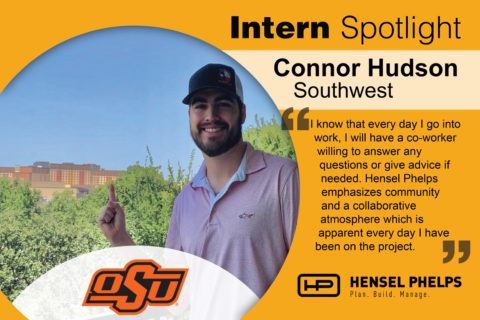 Intern Spotlight
Connor Hudson
Southwest
“I know that every day I go into
work, I will have a co-worker
willing to answer any
questions or give advice if
needed. Hensel Phelps
emphasizes community
and a collaborative
atmosphere which is
apparent every day I have
been on the project.”
OSU
HP HENSEL PHELPS
Plan. Build. Manage.